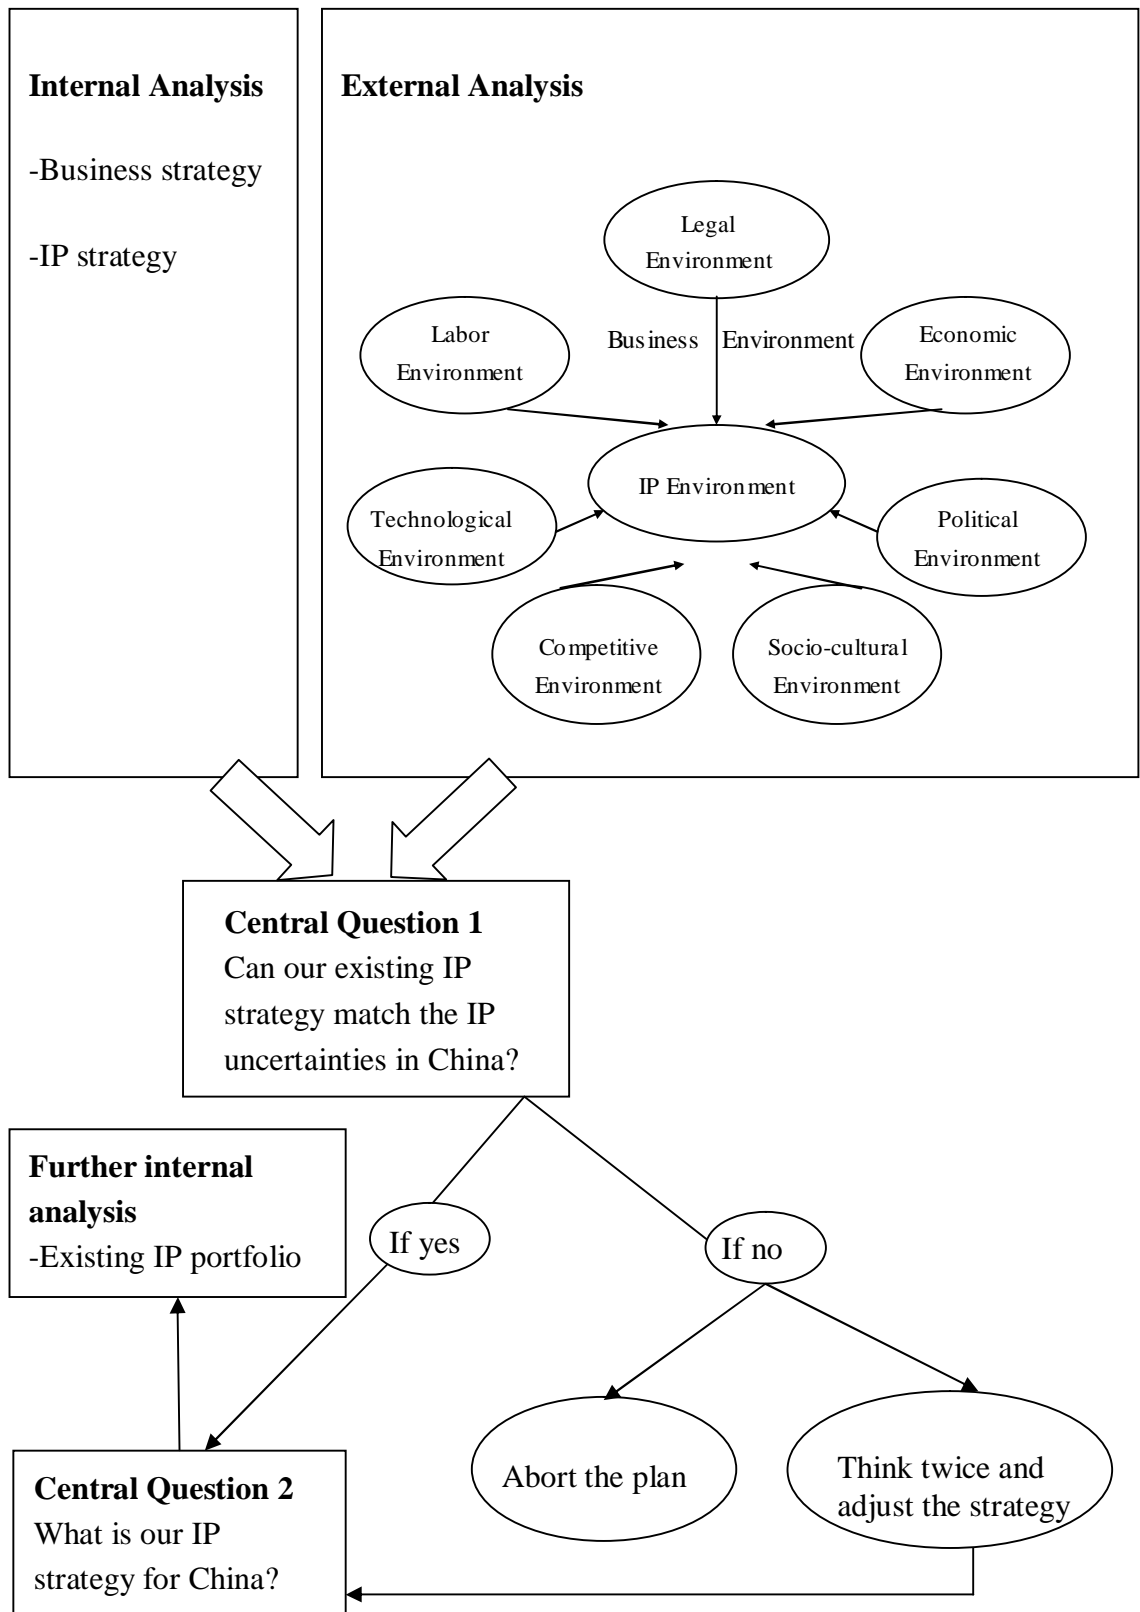 Internal Analysis
-Business strategy
-IP strategy
External Analysis
Legal
Environment
Labor
Environment
Business Environment
Economic
Environment
IP Environment
Technological
Environment
Political
Environment
Competitive
Environment
Socio-cultural
Environment
Central Question 1
Can our existing IP
strategy match the IP
uncertainties in China?
Further internal
analysis
-Existing IP portfolio
If yes
If no
Abort the plan
Think twice and
adjust the strategy
Central Question 2
What is our IP
strategy for China?